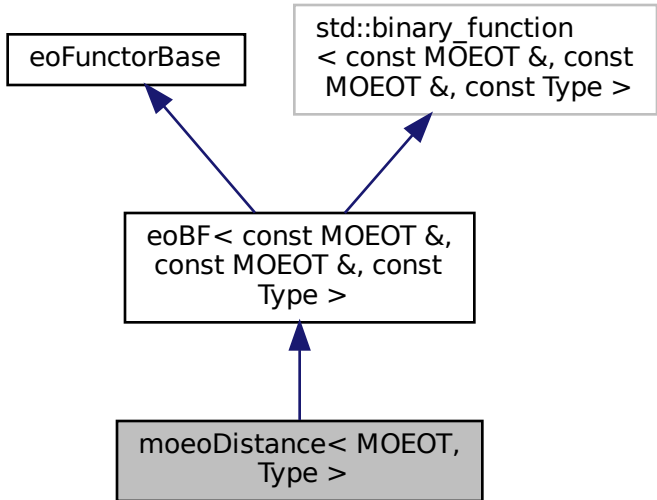 eoFunctorBase
std::binary_function
< const MOEOT &, const
MOEOT &, const Type >
eoBF< const MOEOT &,
const MOEOT &, const
Type >
moeoDistance< MOEOT,
Type >